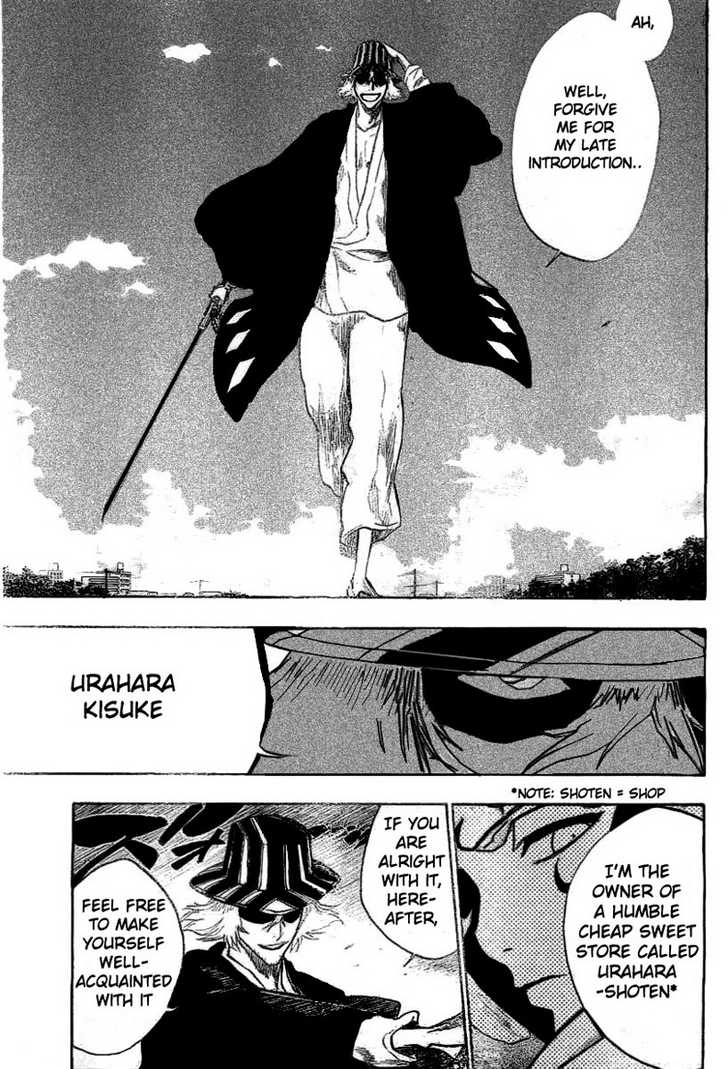 AH,
WELL,
FORGIVE
ME FOR
MY LATE
INTRODUCTION..
URAHARA
KISUKE
*NOTE: SHOTEN = SHOP
I'M THE
OWNER OF
A HUMBLE
CHEAP SWEET
STORE CALLED
URAHARA
-SHOTEN*
IF YOU
ARE
ALRIGHT
WITH IT,
HERE-
AFTER,
FEEL FREE
TO MAKE
YOURSELF
WELL-
ACQUAINTED
WITH IT